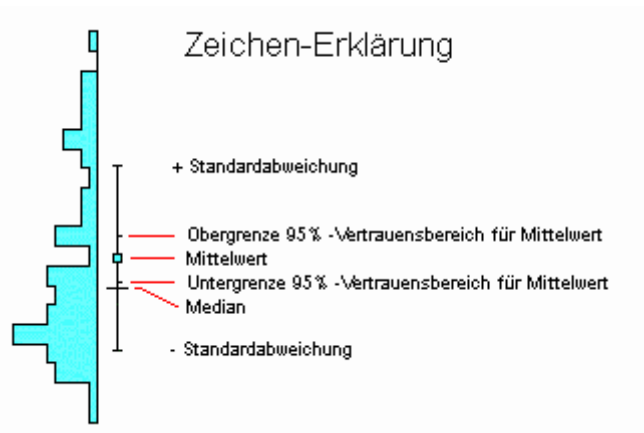 Zeichen-Erklärung
+ Standardabweichung
Obergrenze 95% -Vertrauensbereich für Mittelwert
Mittelwert
Untergrenze 95% -Vertrauensbereich für Mittelwert
Median
- Standardabweichung